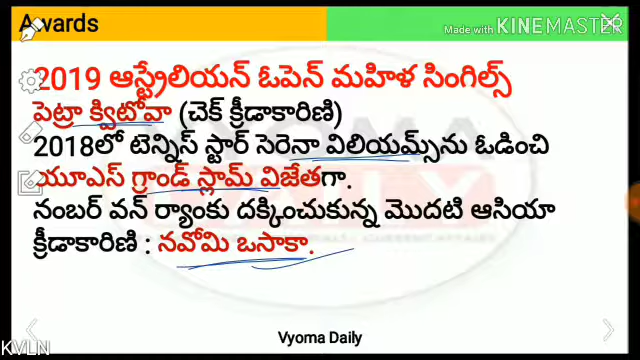 Awards
Made with KINEMASTER
2019 ఆస్ట్రేలియన్ ఓపెన్ మహిళ సింగిల్స్
పెట్రా క్విటోవా (చెక్ క్రీడాకారిణి)
2018లో టెన్నిస్ స్టార్ సెరెనా విలియమ్స్‌ను ఓడించి
యూఎస్ గ్రాండ్ స్లామ్ విజేతగా.
నంబర్ వన్ ర్యాంకు దక్కించుకున్న మొదటి ఆసియా
క్రీడాకారిణి : నవోమి ఒసాకా.
Vyoma Daily
KVLN